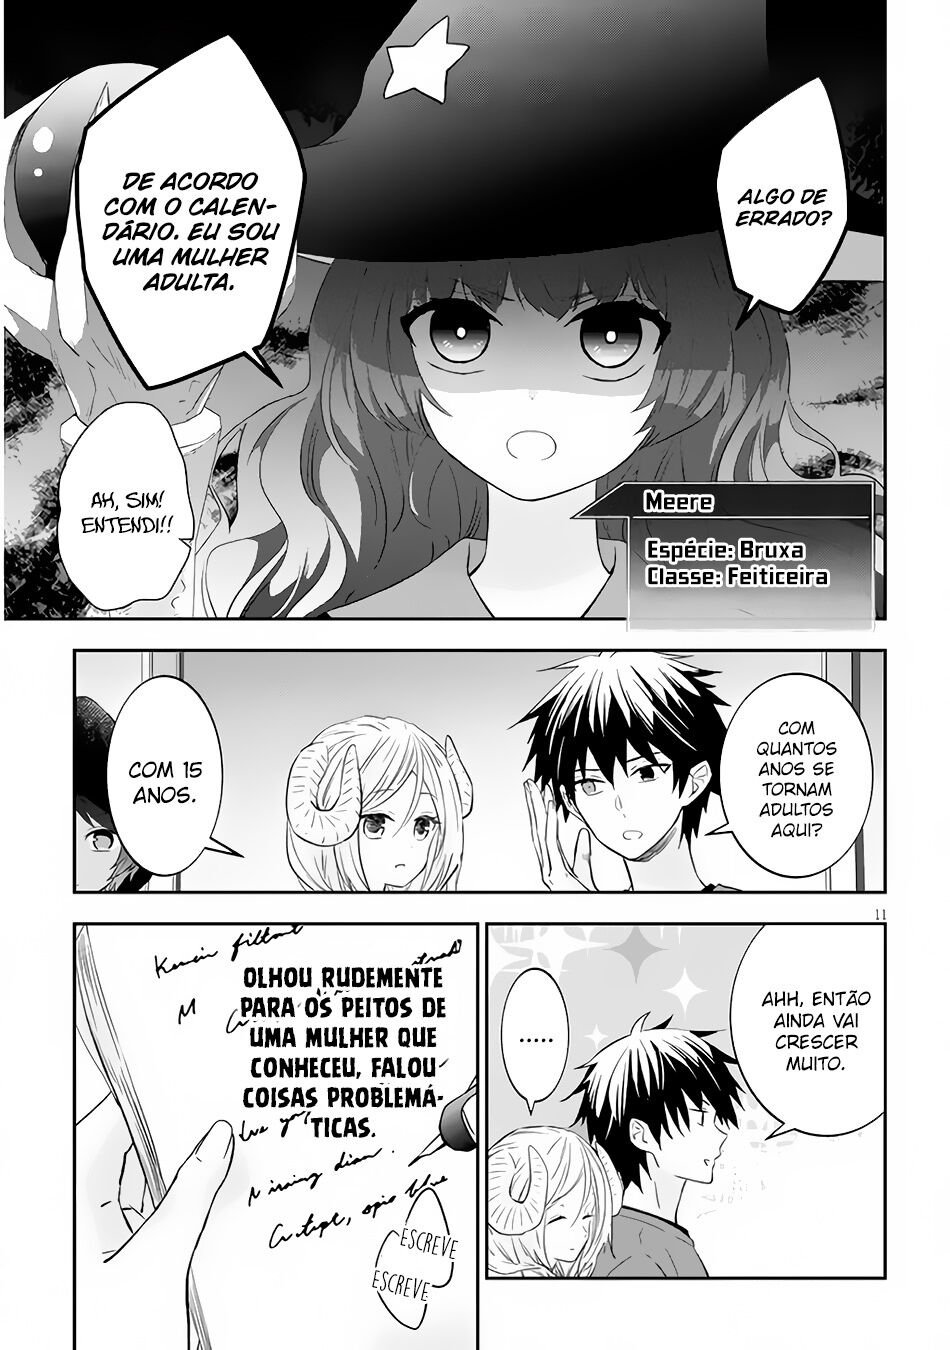 ALGO DE
ERRADO?
DE ACORDO
COM O CALEN-
DÁRIO. EU SOU
UMA MULHER
ADULTA.
AH, SIM!
ENTENDI!!
Meere
Espécie: Bruxa
Classe: Feiticeira
COM
QUANTOS
ANOS SE
TORNAM
ADULTOS
AQUI?
COM 15
ANOS.
11
AHH, ENTÃO
AINDA VAI
CRESCER
MUITO.
.....
OLHOU RUDEMENTE
PARA OS PEITOS DE
UMA MULHER QUE
CONHECEU, FALOU
COISAS PROBLEMÁ-
TICAS.
ESCREVE
ESCREVE